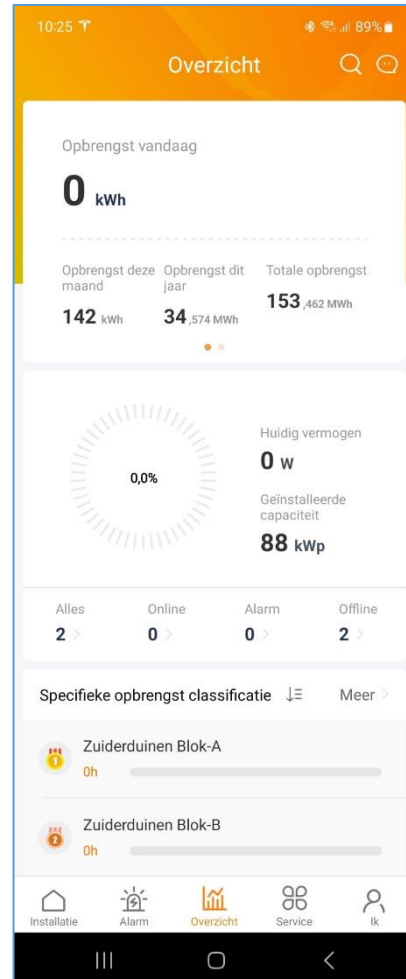 10:25
89%
Overzicht
Opbrengst vandaag
0 kWh
Opbrengst deze maand
142 kWh
Opbrengst dit jaar
34,574 MWh
Totale opbrengst
153,462 MWh
0,0%
Huidig vermogen
0 W
Geïnstalleerde
capaciteit
88 kWp
Alles
2
Online
0
Alarm
0
Offline
2
Specifieke opbrengst classificatie
Meer
1
Zuiderduinen Blok-A
0h
2
Zuiderduinen Blok-B
0h
Installatie
Alarm
Overzicht
Service
Ik